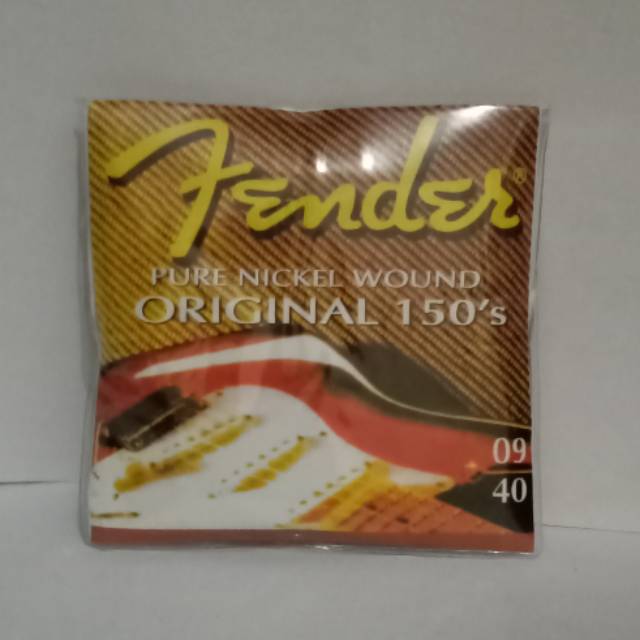 Fender®
PURE NICKEL WOUND
ORIGINAL 150's
09
40